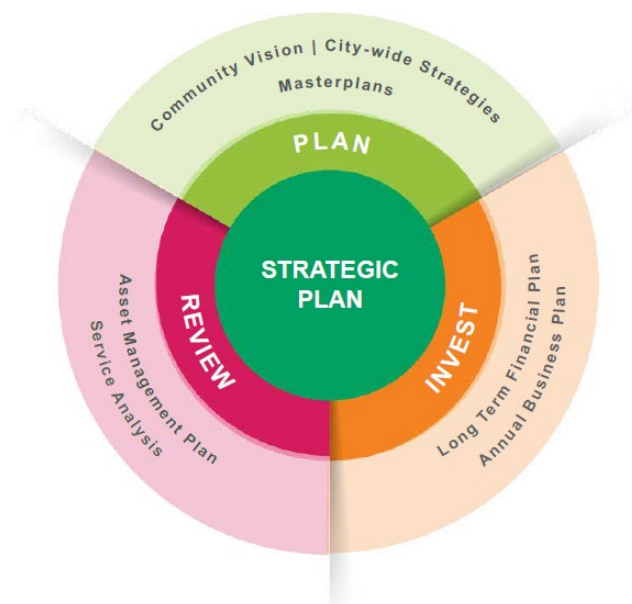 Community Vision | City-wide Strategies
Masterplans
PLAN
STRATEGIC
PLAN
REVIEW
Asset Management Plan
Service Analysis
INVEST
Long Term Financial Plan
Annual Business Plan